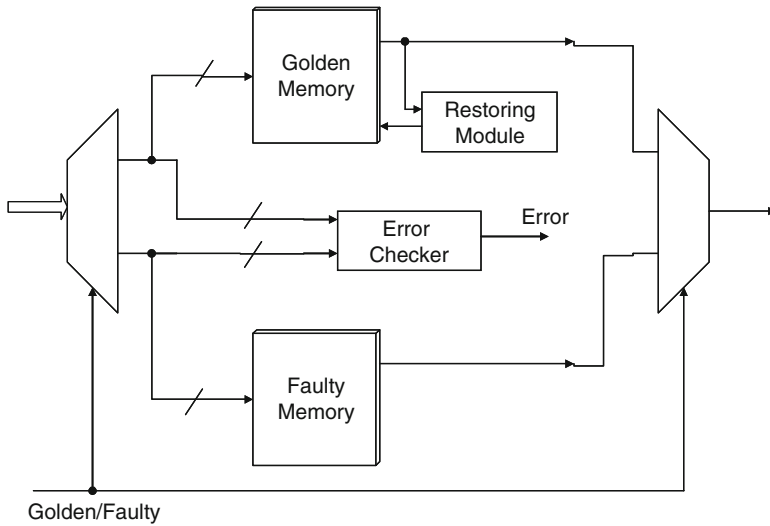 Golden
Memory
Restoring
Module
Error
Checker
Error
Faulty
Memory
Golden/Faulty